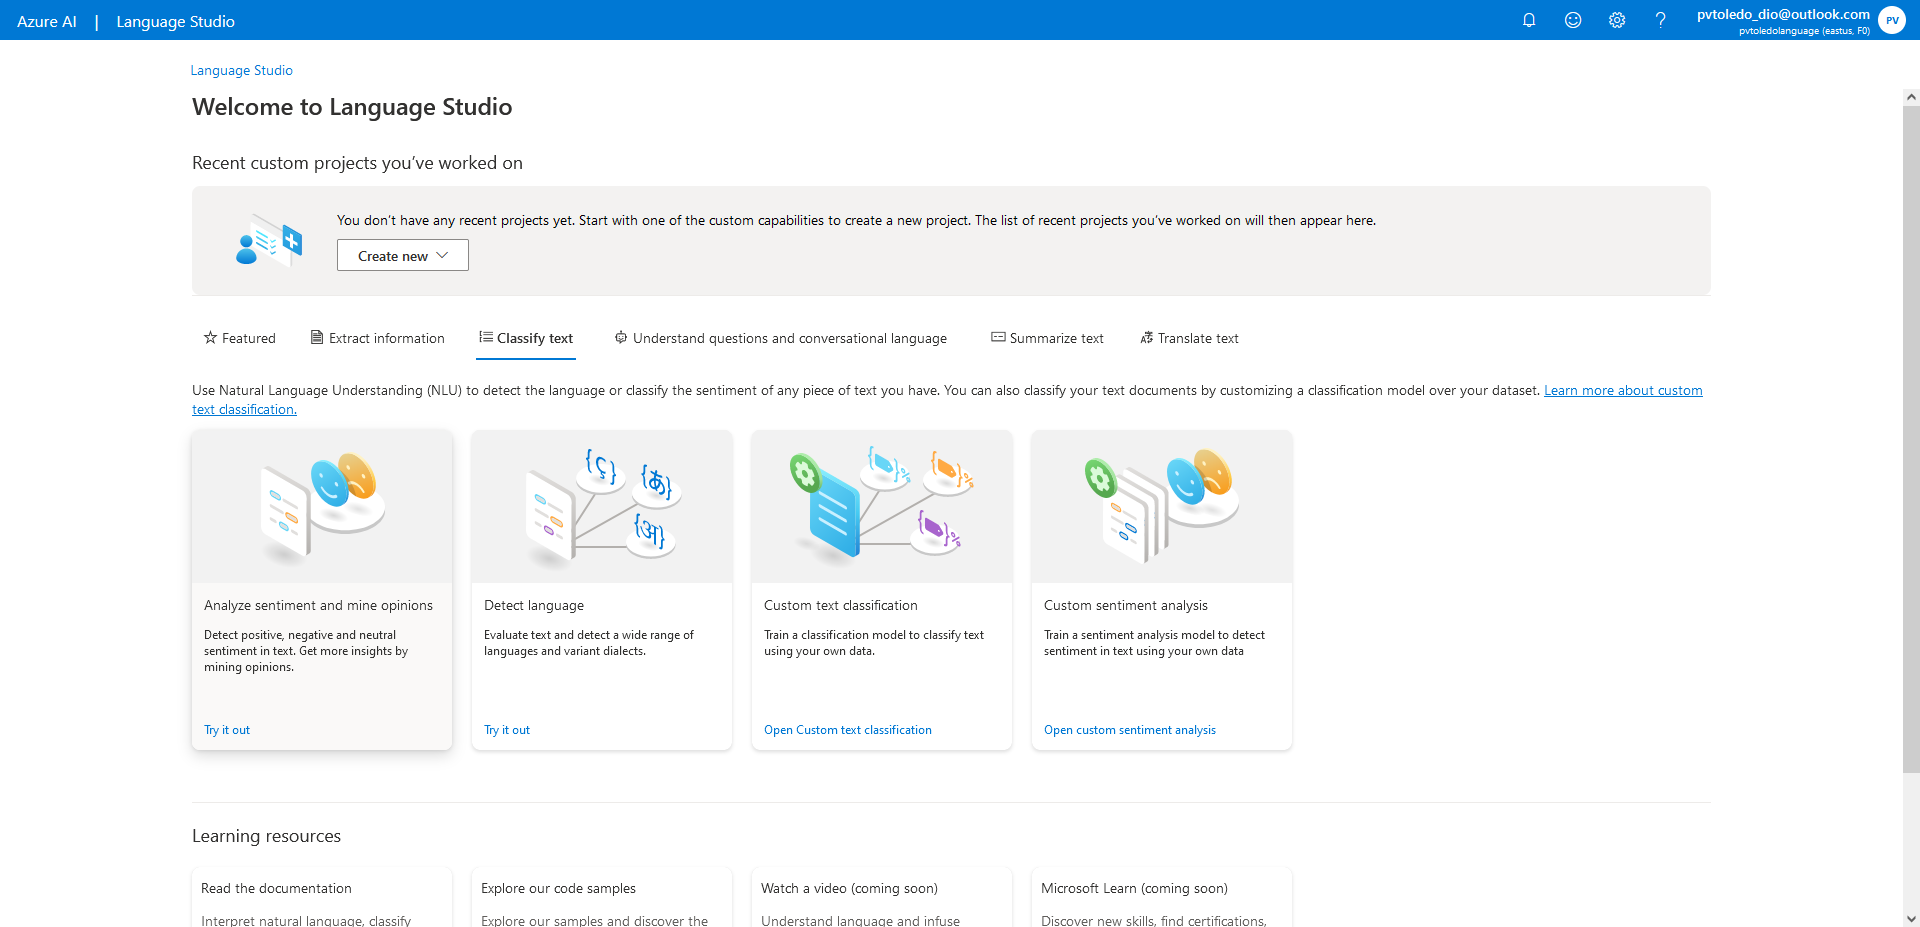 Azure AI | Language Studio
pvtoledo_dio@outlook.com
pvtoledolanguage (eastus, F0)
PV
Language Studio
Welcome to Language Studio
Recent custom projects you've worked on
You don't have any recent projects yet. Start with one of the custom capabilities to create a new project. The list of recent projects you've worked on will then appear here.
Create new
Featured
Extract information
Classify text
Understand questions and conversational language
Summarize text
Translate text
Use Natural Language Understanding (NLU) to detect the language or classify the sentiment of any piece of text you have. You can also classify your text documents by customizing a classification model over your dataset. Learn more about custom
text classification.
{ç}
{あ}
{अ}
Analyze sentiment and mine opinions
Detect positive, negative and neutral
sentiment in text. Get more insights by
mining opinions.
Try it out
Detect language
Evaluate text and detect a wide range of
languages and variant dialects.
Try it out
Custom text classification
Train a classification model to classify text
using your own data.
Open Custom text classification
Custom sentiment analysis
Train a sentiment analysis model to detect
sentiment in text using your own data
Open custom sentiment analysis
Learning resources
Read the documentation
Interpret natural language, classify
Explore our code samples
Explore our samples and discover the
Watch a video (coming soon)
Understand language and infuse
Microsoft Learn (coming soon)
Discover new skills, find certifications,